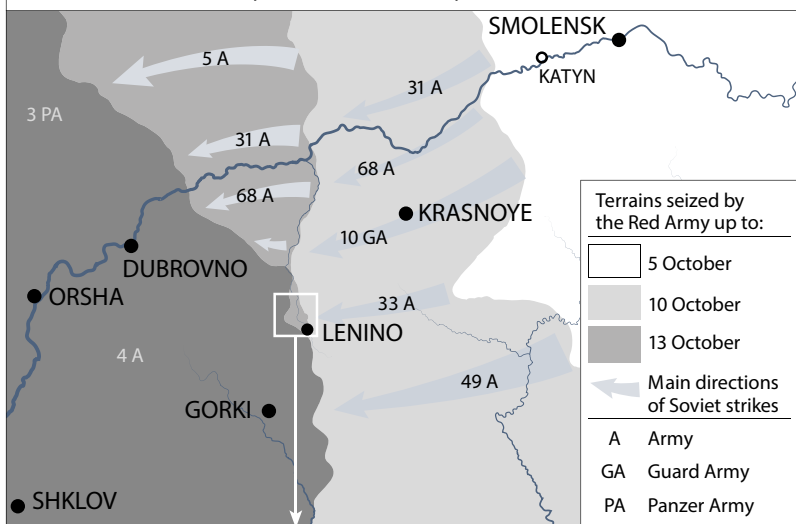 SMOLENSK
KATYN
5 A
31 A
3 PA
31 A
68 A
68 A
KRASNOYE
10 GA
DUBROVNO
ORSHA
33 A
LENINO
4 A
49 A
GORKI
SHKLOV
Terrains seized by
the Red Army up to:
5 October
10 October
13 October
Main directions
of Soviet strikes
A Army
GA Guard Army
PA Panzer Army